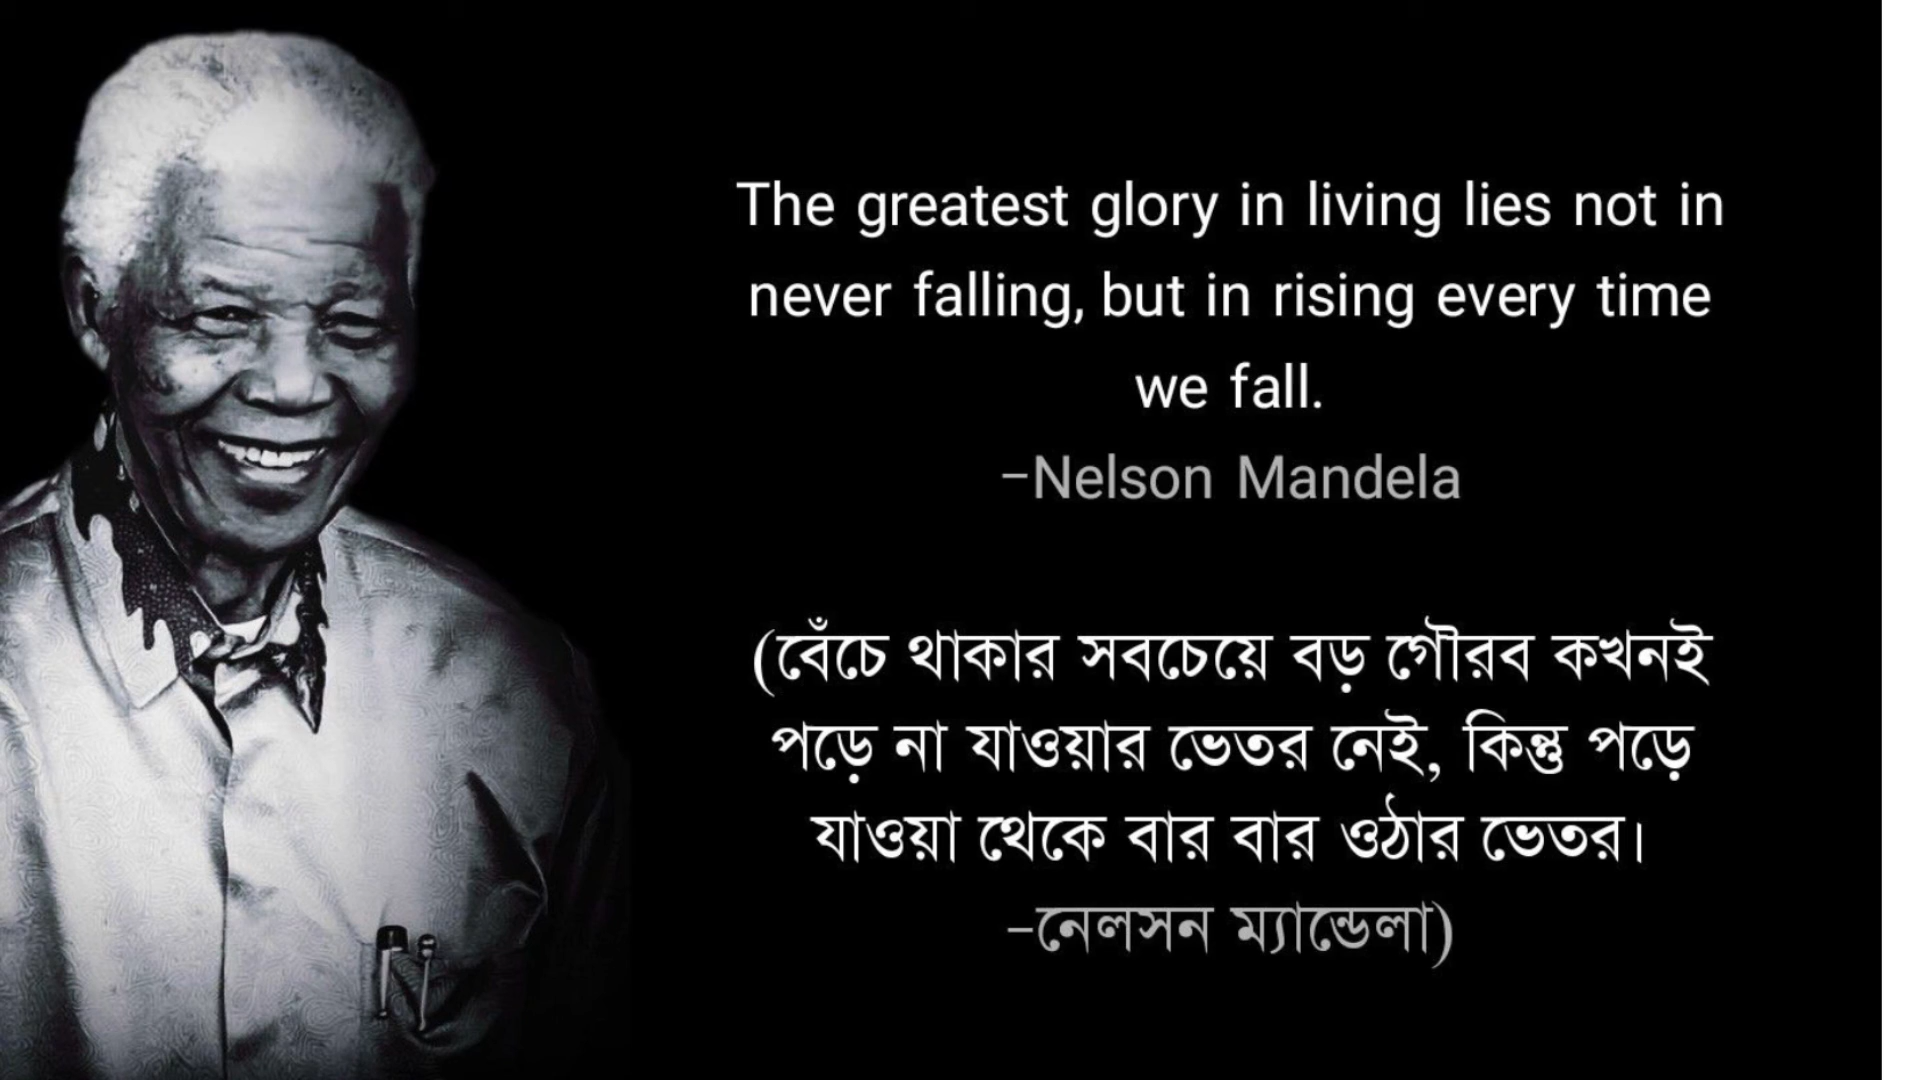 The greatest glory in living lies not in
never falling, but in rising every time
we fall.
–Nelson Mandela
(বেঁচে থাকার সবচেয়ে বড় গৌরব কখনই
পড়ে না যাওয়ার ভেতর নেই, কিন্তু পড়ে
যাওয়া থেকে বার বার ওঠার ভেতর।
–নেলসন ম্যান্ডেলা)